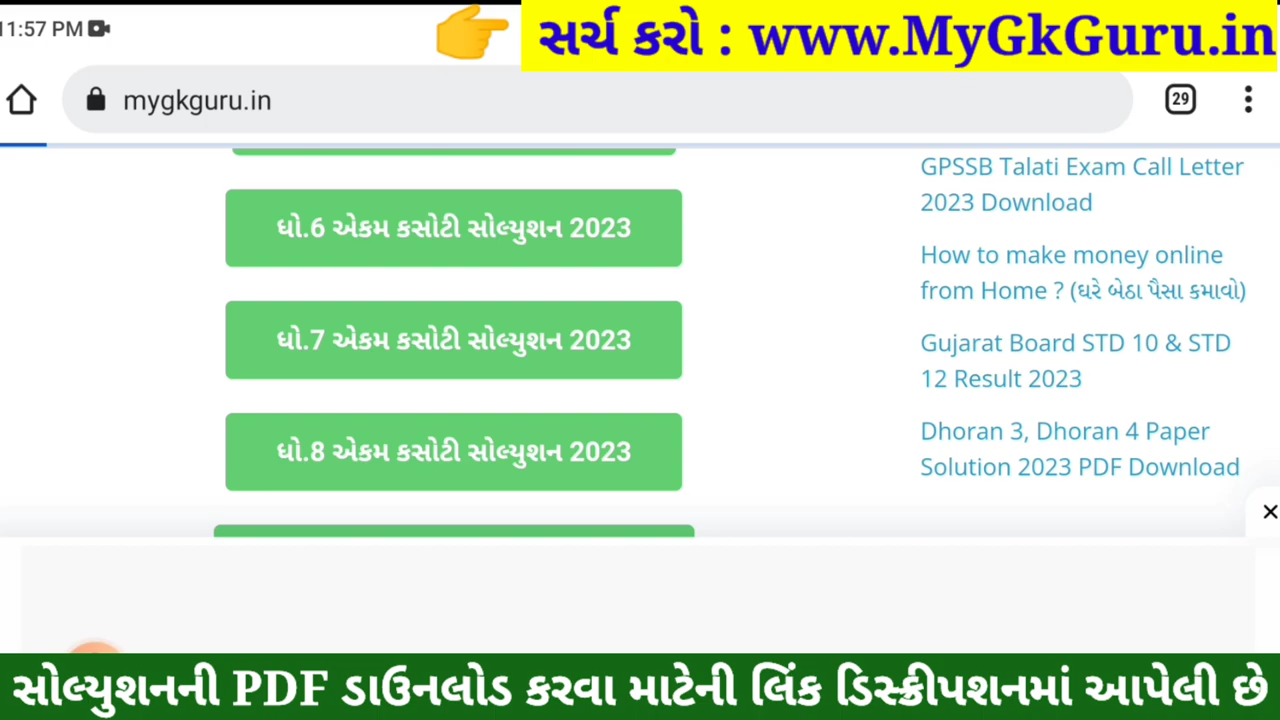 11:57 PM
સર્ચ કરો : www.MyGkGuru.in
mygkguru.in
29
ધો.6 એકમ કસોટી સોલ્યુશન 2023
ધો.7 એકમ કસોટી સોલ્યુશન 2023
ધો.8 એકમ કસોટી સોલ્યુશન 2023
GPSSB Talati Exam Call Letter
2023 Download
How to make money online
from Home ? (ઘરે બેઠા પૈસા કમાવો)
Gujarat Board STD 10 & STD
12 Result 2023
Dhoran 3, Dhoran 4 Paper
Solution 2023 PDF Download
સોલ્યુશનની PDF ડાઉનલોડ કરવા માટેની લિંક ડિસ્ક્રીપશનમાં આપેલી છે